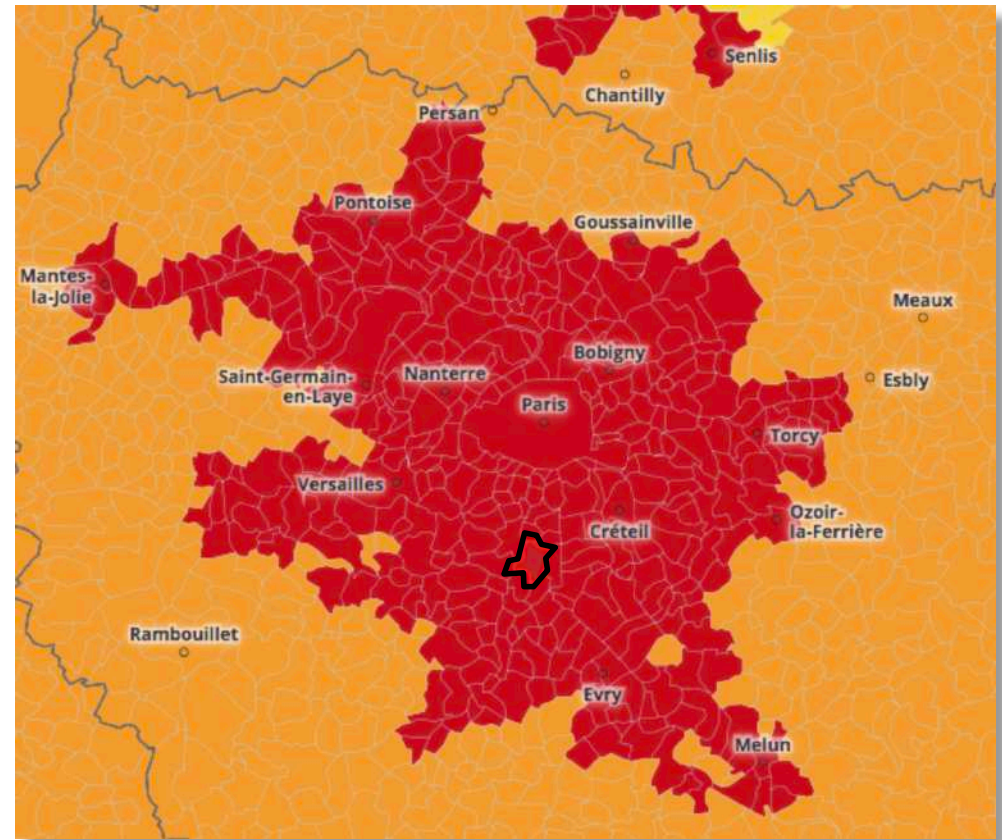 Senlis
Chantilly
Persan
Pontoise
Goussainville
Mantes-
la-Jolie
Meaux
Bobigny
Nanterre
Saint-Germain-
en-Laye
Esbly
Paris
Torcy
Versailles
Ozoir-
la-Ferrière
Créteil
Rambouillet
Evry
Melun